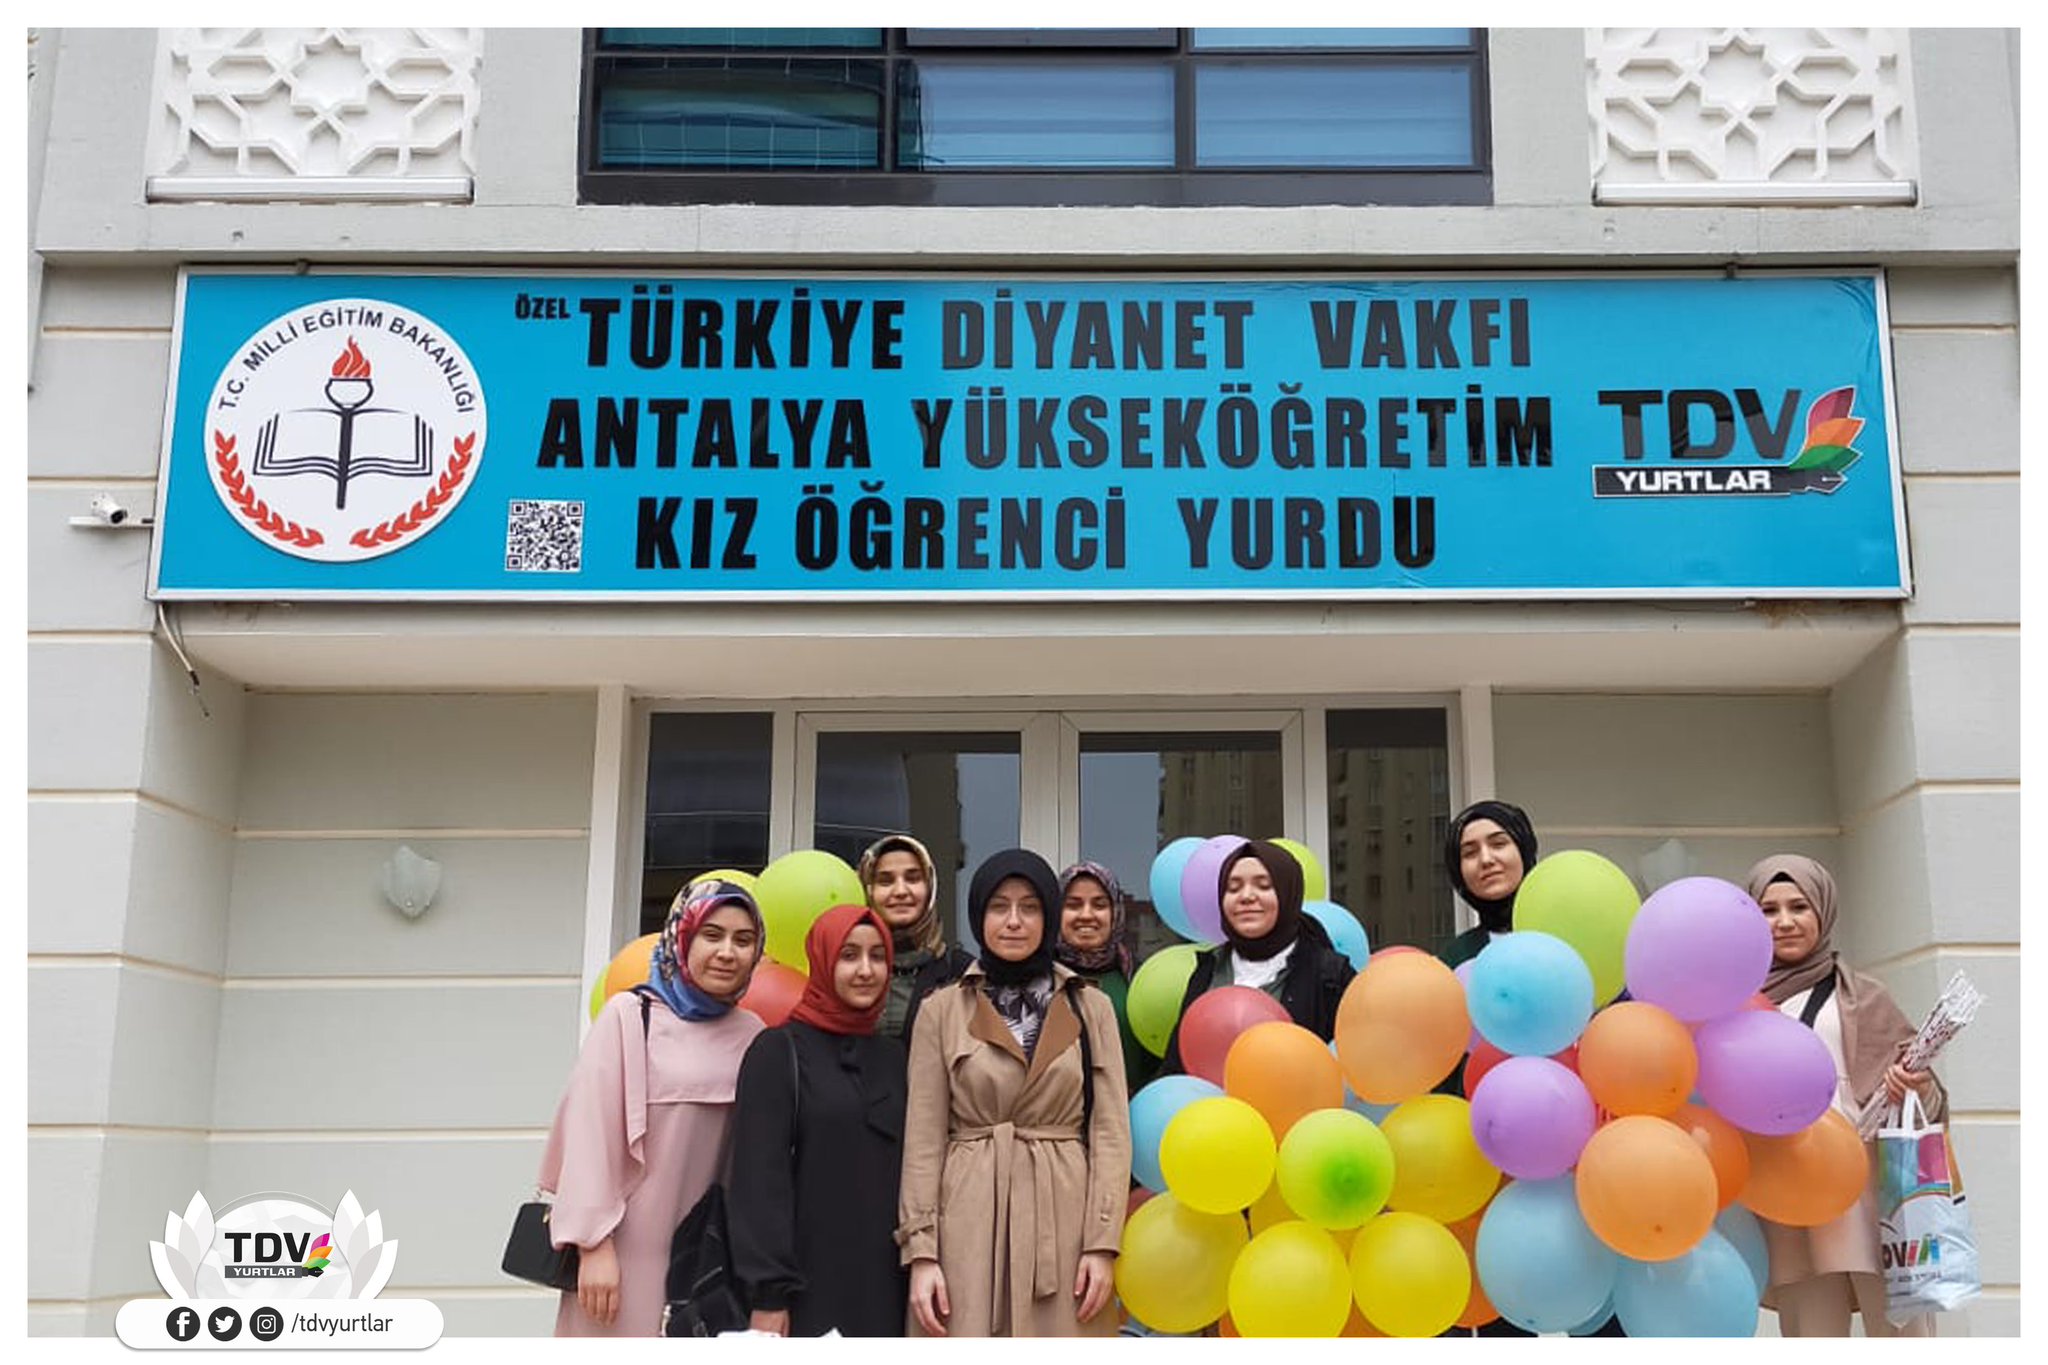 T.C. MİLLİ EĞİTİM BAKANLIĞI
ÖZEL TÜRKİYE DİYANET VAKFI
ANTALYA YÜKSEKÖĞRETİM
KIZ ÖĞRENCİ YURDU
TDV
YURTLAR
TDV
YURTLAR
/tdvyurtlar